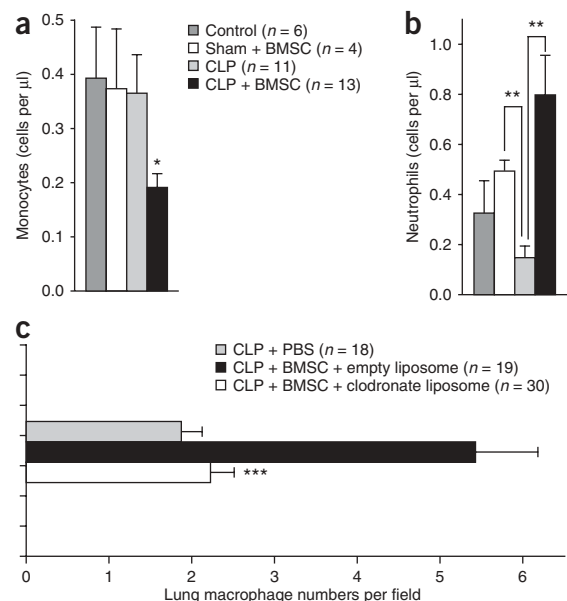 a
Monocytes (cells per µl)
0.5
0.4
0.3
0.2
0.1
0.0
*
Control (n = 6)
Sham + BMSC (n = 4)
CLP (n = 11)
CLP + BMSC (n = 13)
b
Neutrophils (cells per µl)
1.0
0.8
0.6
0.4
0.2
0.0
**
**
c
CLP + PBS (n = 18)
CLP + BMSC + empty liposome (n = 19)
CLP + BMSC + clodronate liposome (n = 30)
***
0 1 2 3 4 5 6
Lung macrophage numbers per field